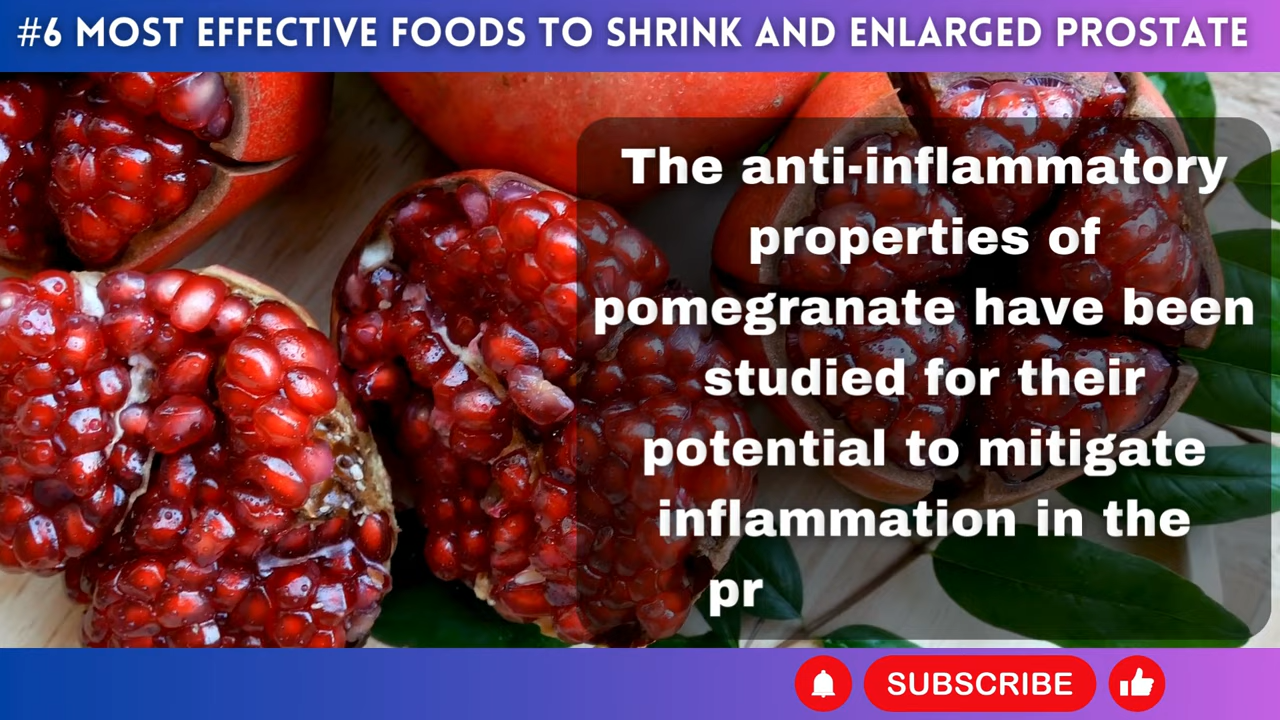 #6 MOST EFFECTIVE FOODS TO SHRINK AND ENLARGED PROSTATE
The anti-inflammatory
properties of
pomegranate have been
studied for their
potential to mitigate
inflammation in the
pr
SUBSCRIBE